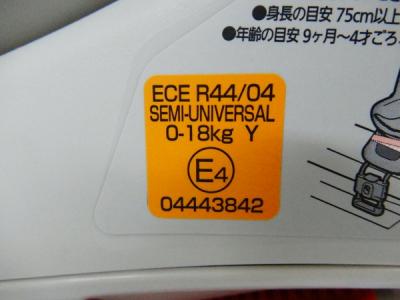 ●身長の目安 75cm以上
●年齢の目安 9ヶ月～4才ごろ
ECE R44/04
SEMI-UNIVERSAL
0-18kg Y
E4
04443842